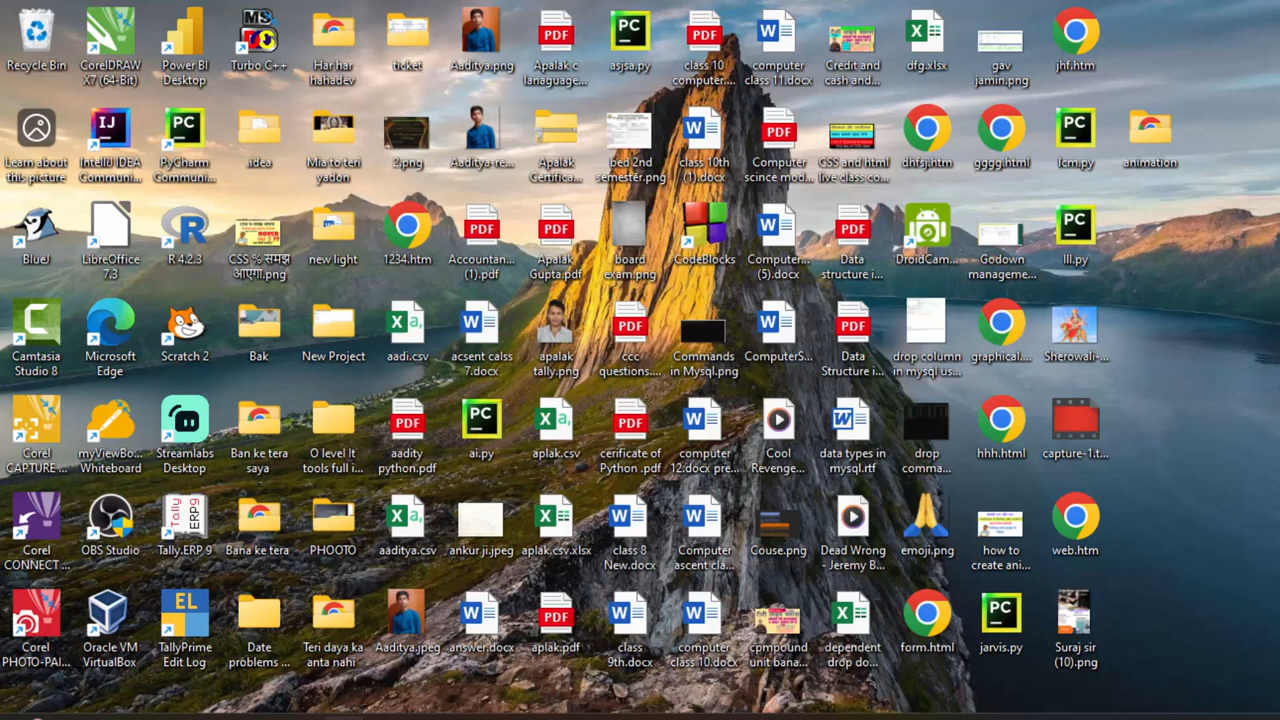 Recycle Bin
CorelDRAW
X7 (64-Bit)
Power BI
Desktop
Turbo C++
Har har
hahadev
ticket
Aaditya.png
Apalak c
lanaguage...
asjsa.py
class 10
computer....
computer
class 11.docx
Credit and
cash and...
dfg.xlsx
gav
jamin.png
jhf.htm
Learn about
this picture
IntelliJ IDEA
Communi...
PyCharm
Communi...
.idea
Mia to teri
yadon
2.png
Aaditya-re...
Apalak
Certifica...
bed 2nd
semester.png
class 10th
(1).docx
Computer
scince mod...
CSS and html
live class co...
dhfsj.htm
gggg.html
lcm.py
animation
BlueJ
LibreOffice
7.3
R 4.2.3
CSS % समझ
आएगा.png
new light
1234.htm
Accountan...
(1).pdf
Apalak
Gupta.pdf
board
exam.png
CodeBlocks
Computer...
(5).docx
Data
structure i...
DroidCam...
Godown
manageme...
lll.py
Camtasia
Studio 8
Microsoft
Edge
Scratch 2
Bak
New Project
aadi.csv
acsent calss
7.docx
apalak
tally.png
ccc
questions....
Commands
in Mysql.png
ComputerS...
Data
Structure i...
drop column
in mysql us...
graphical....
Sherowali-...
Corel
CAPTURE ...
myViewBo...
Whiteboard
Streamlabs
Desktop
Ban ke tera
saya
O level It
tools full i...
aadity
python.pdf
ai.py
aplak.csv
cerificate of
Python .pdf
computer
12.docx pre...
Cool
Revenge...
data types in
mysql.rtf
drop
comma...
hhh.html
capture-1.t...
Corel
CONNECT ...
OBS Studio
Tally.ERP 9
Bana ke tera
PHOOTO
aaditya.csv
ankur ji.jpeg
aplak.csv.xlsx
class 8
New.docx
Computer
ascent cla...
Couse.png
Dead Wrong
- Jeremy B...
emoji.png
how to
create ani...
web.htm
Corel
PHOTO-PAI...
Oracle VM
VirtualBox
TallyPrime
Edit Log
Date
problems ...
Teri daya ka
anta nahi
Aaditya.jpeg
answer.docx
aplak.pdf
class
9th.docx
computer
class 10.docx
cpmpound
unit bana...
dependent
drop do...
form.html
jarvis.py
Suraj sir
(10).png